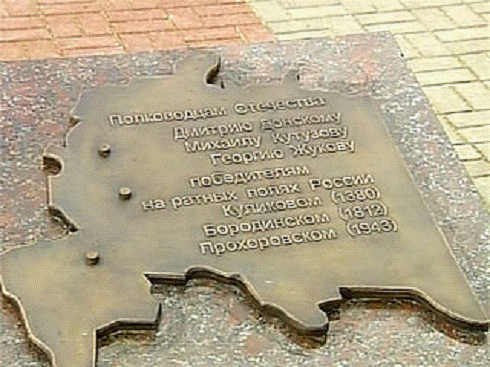 Полководцам Отечества
Дмитрию Донскому
Михаилу Кутузову
Георгию Жукову
победителям
на ратных полях России
Куликовом (1380)
Бородинском (1812)
Прохоровском (1943)